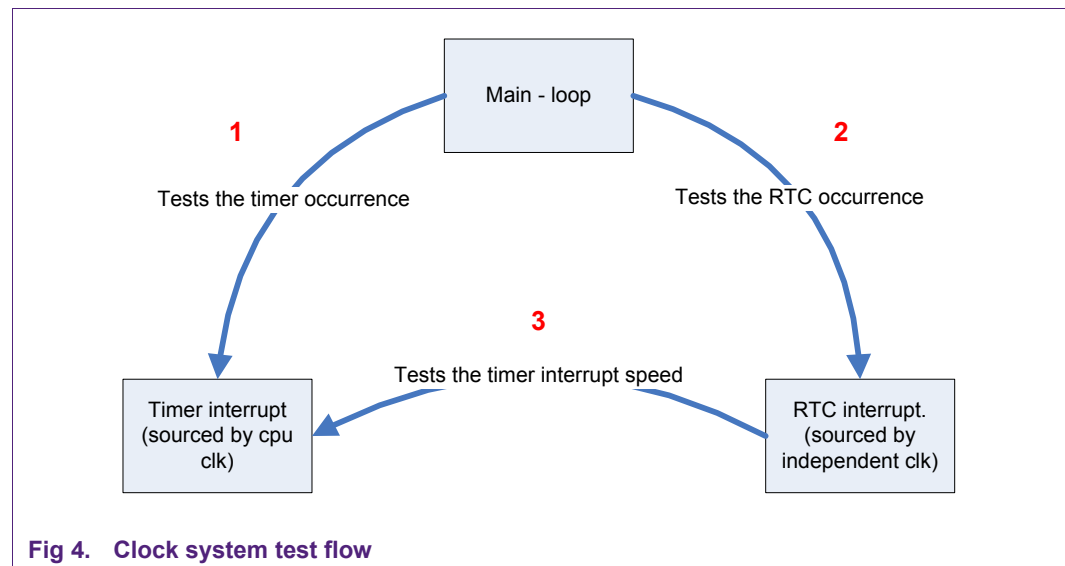 Main - loop
1
2
Tests the timer occurrence
Tests the RTC occurrence
3
Tests the timer interrupt speed
Timer interrupt
(sourced by cpu
clk)
RTC interrupt.
(sourced by
independent clk)
Fig 4. Clock system test flow